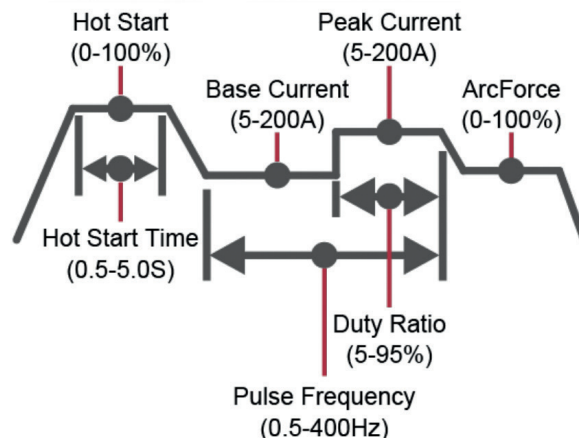 Hot Start
(0-100%)
Peak Current
(5-200A)
Base Current
(5-200A)
ArcForce
(0-100%)
Hot Start Time
(0.5-5.0S)
Duty Ratio
(5-95%)
Pulse Frequency
(0.5-400Hz)